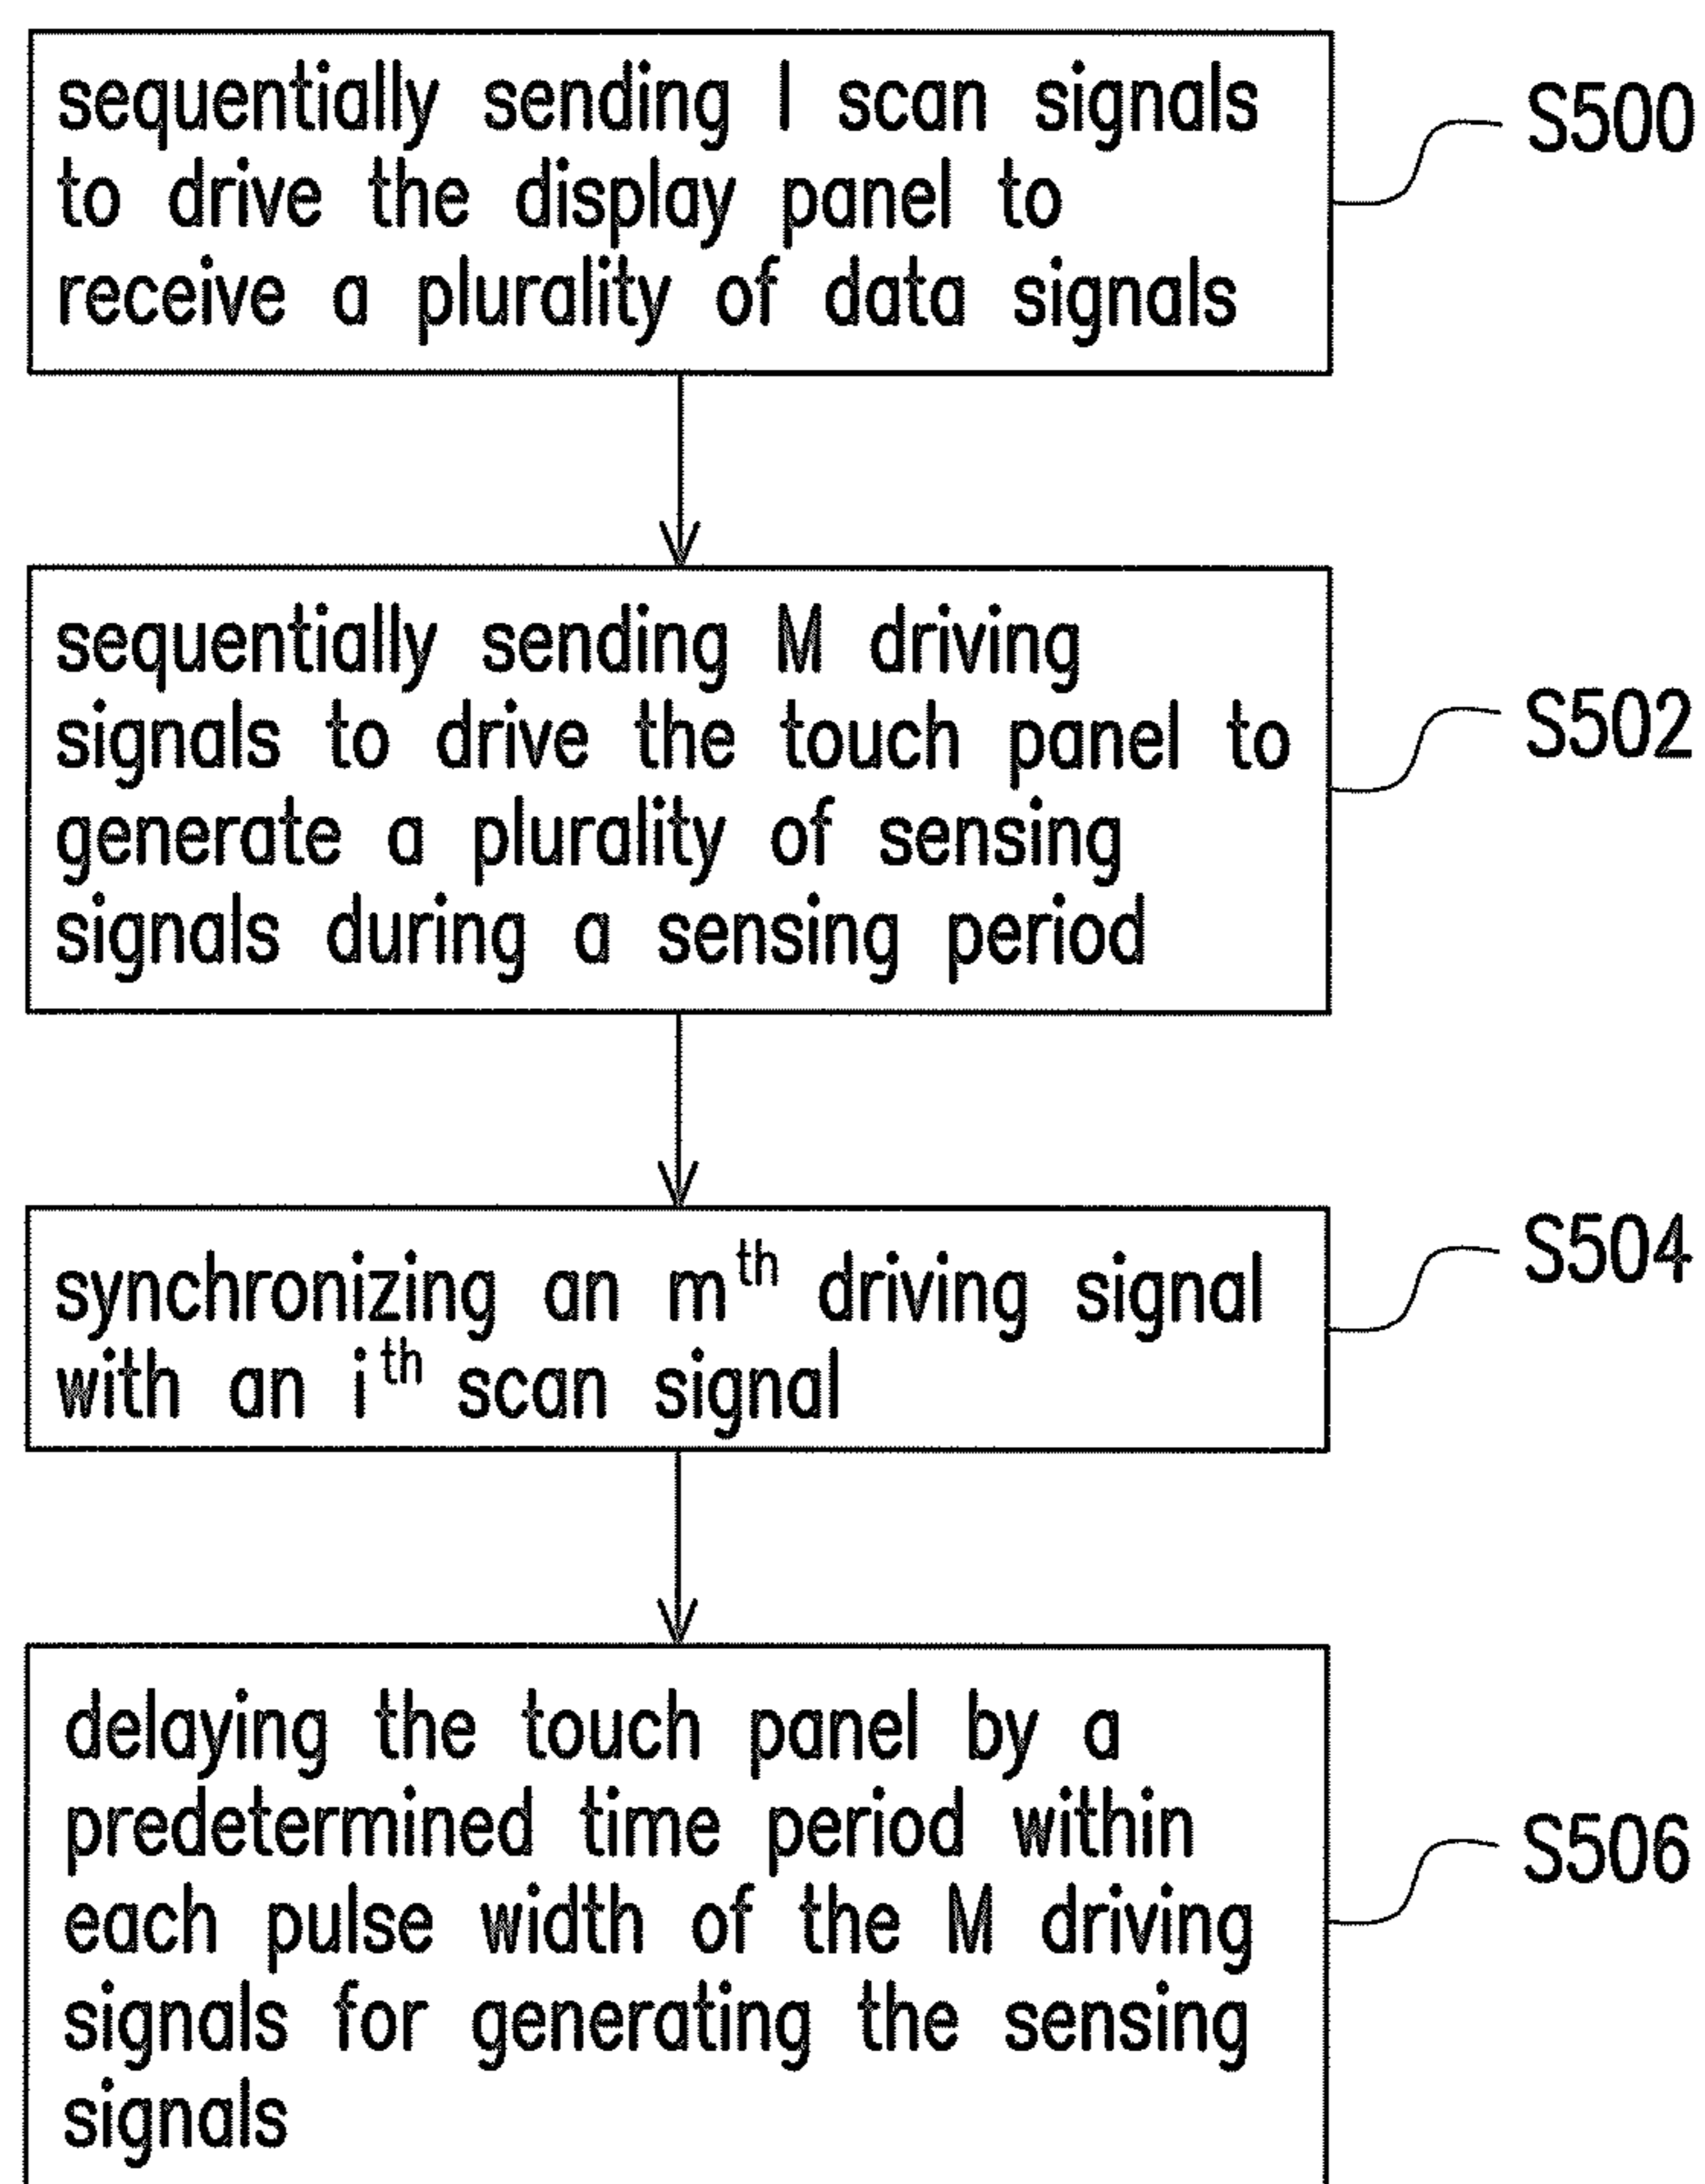 sequentially sending I scan signals
to drive the display panel to
receive a plurality of data signals
S500
sequentially sending M driving
signals to drive the touch panel to
generate a plurality of sensing
signals during a sensing period
S502
synchronizing an mth driving signal
with an ith scan signal
S504
delaying the touch panel by a
predetermined time period within
each pulse width of the M driving
signals for generating the sensing
signals
S506